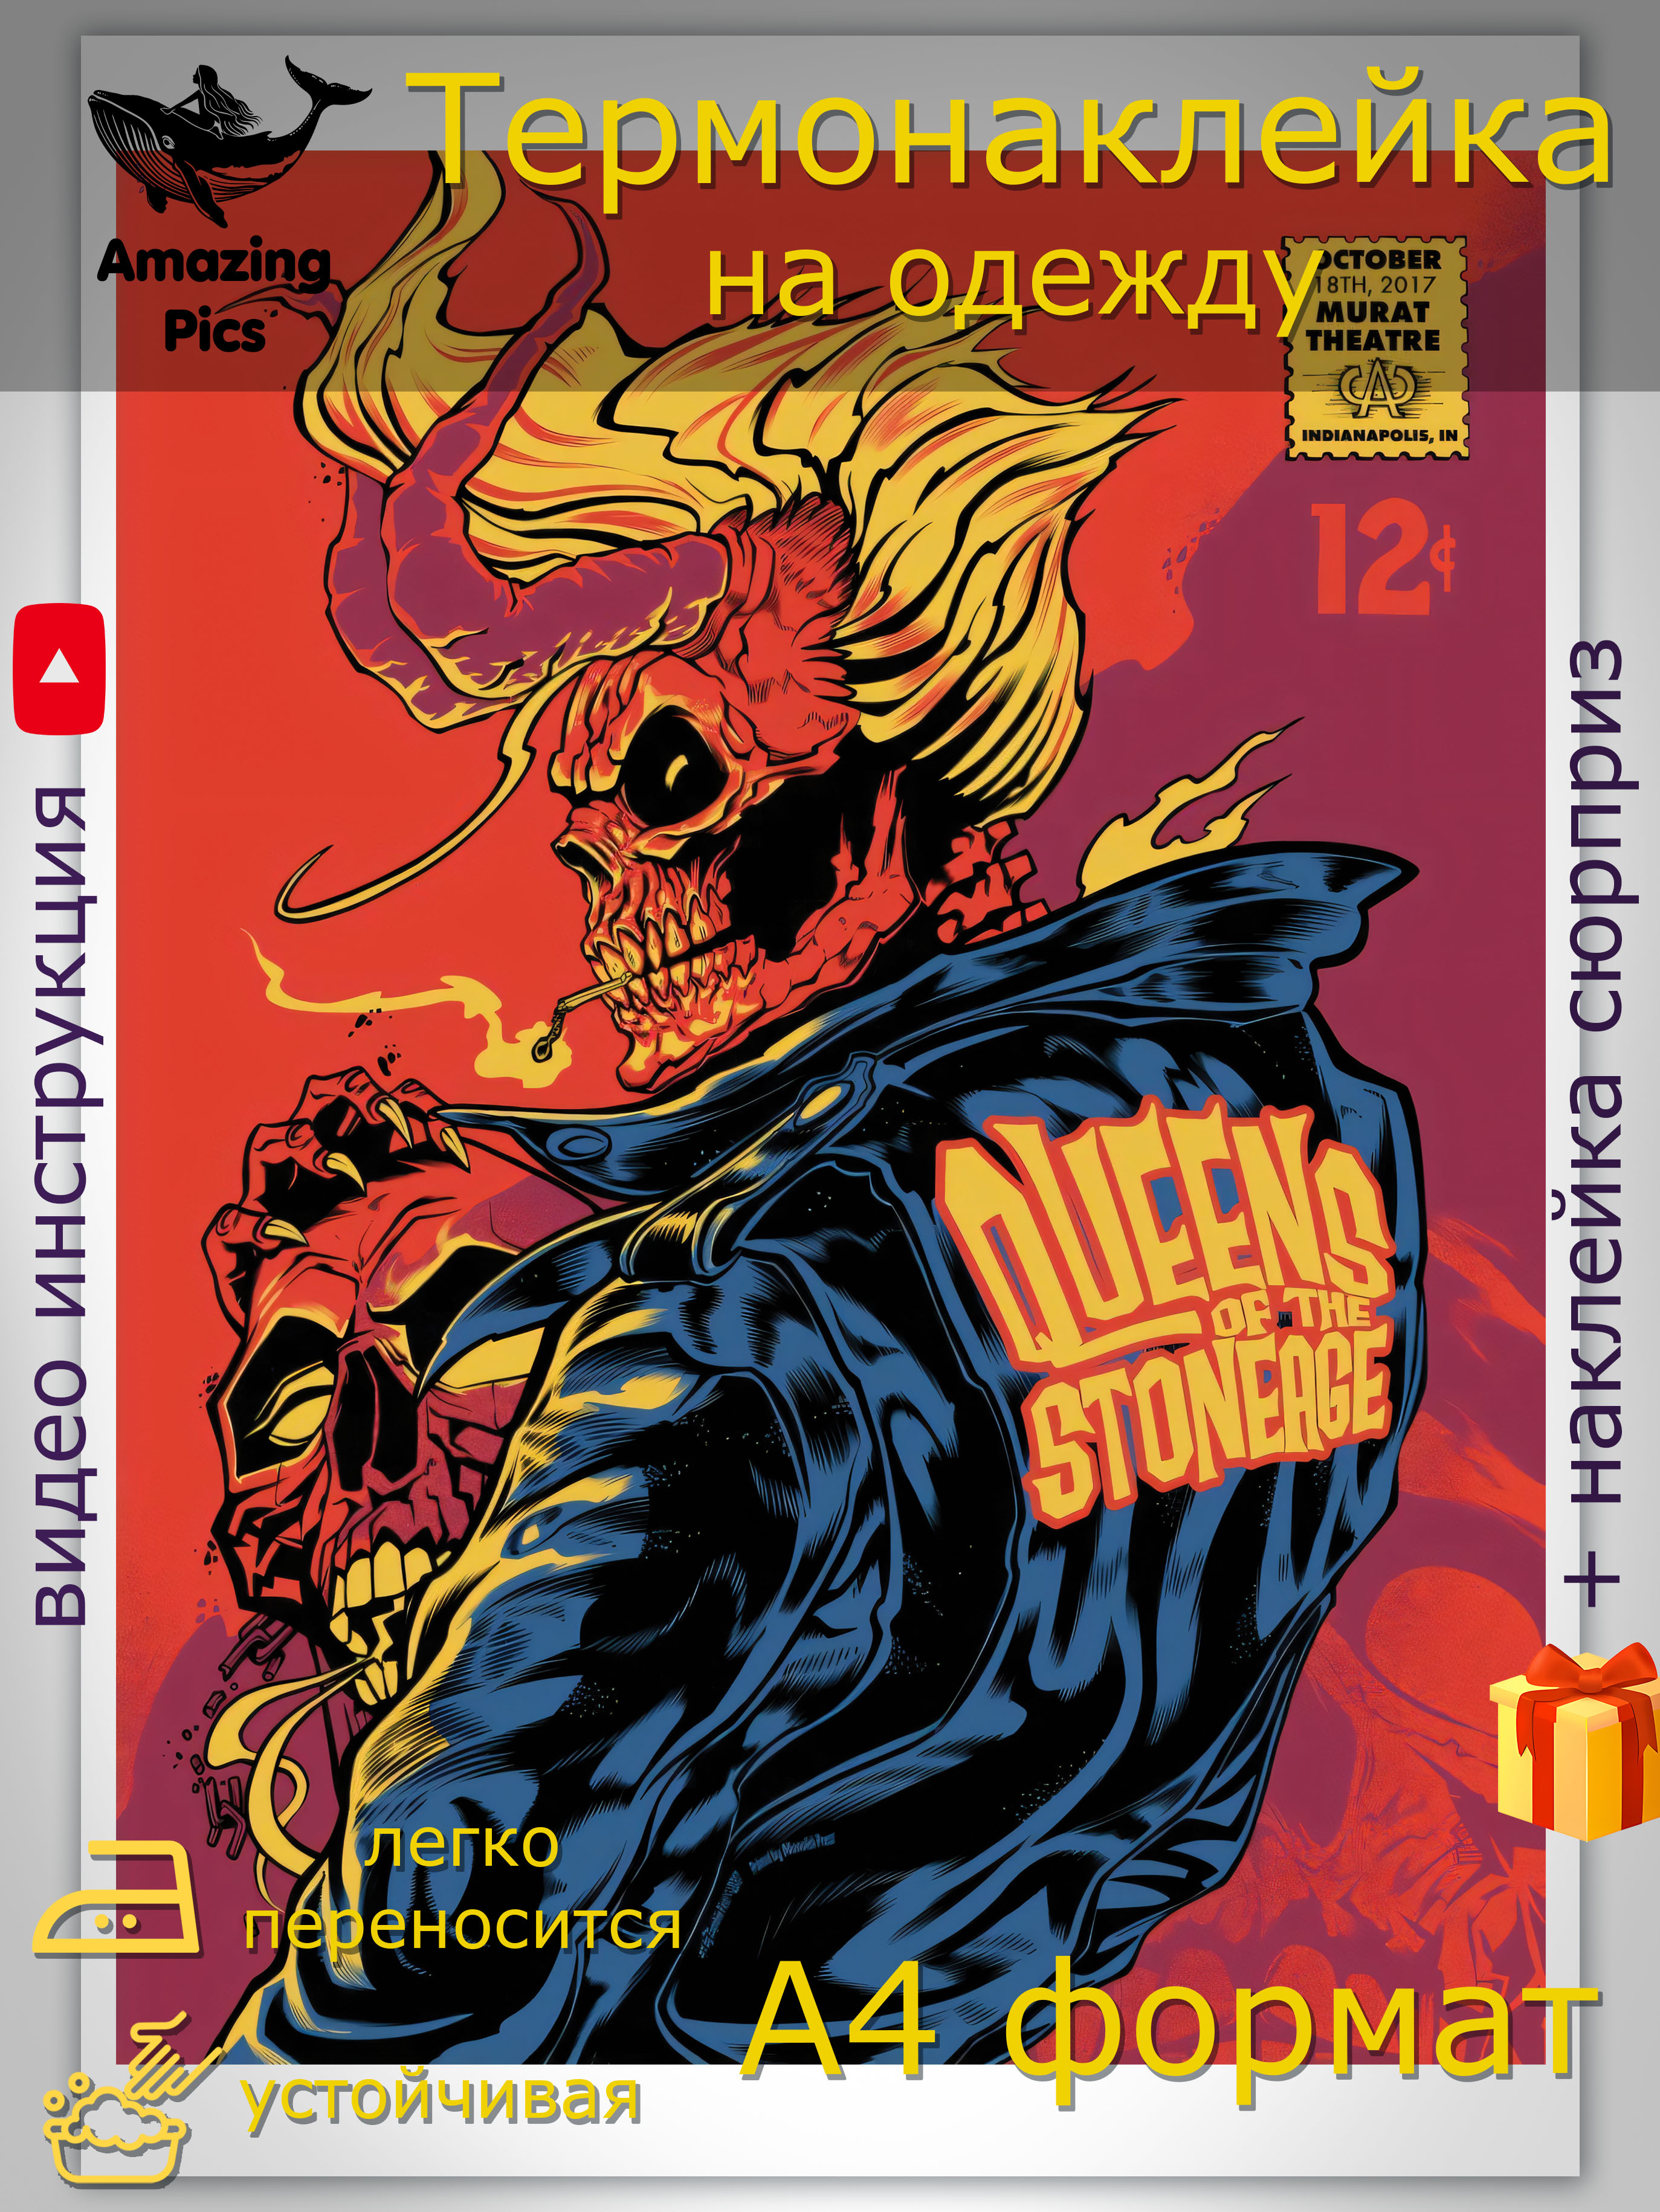 Термонаклейка
на одежду
Amazing
Pics
OCTOBER
18TH, 2017
MURAT
THEATRE
INDIANAPOLIS, IN
12¢
видео инструкция
+ наклейка сюрприз
QUEENS
OF THE
STONEAGE
легко
переносится
А4 формат
устойчивая